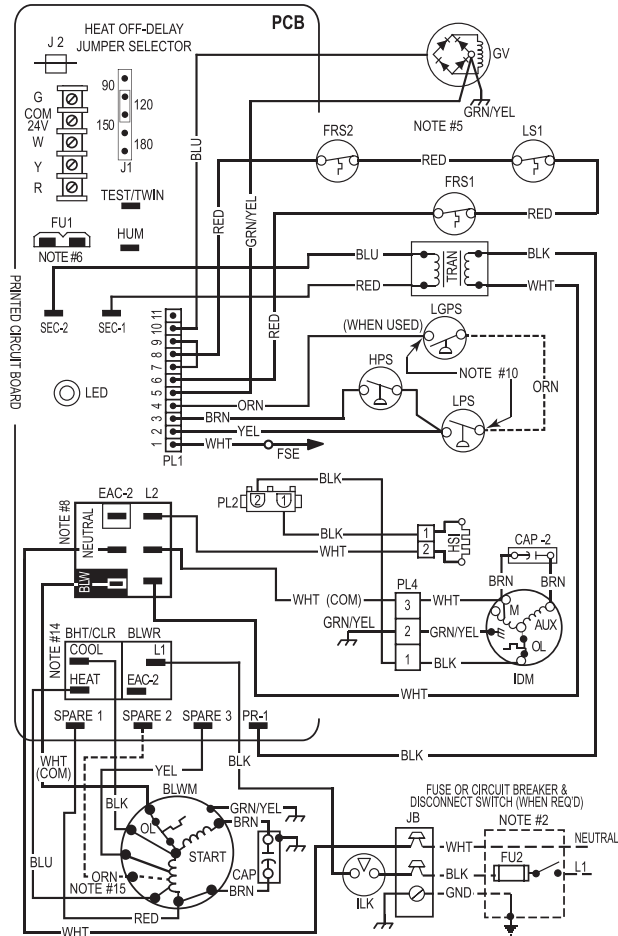 PCB
HEAT OFF-DELAY
JUMPER SELECTOR
J 2
90
120
150
180
J1
G
COM
24V
W
Y
R
TEST/TWIN
FU1
HUM
NOTE #6
SEC-2
SEC-1
LED
PRINTED CIRCUIT BOARD
BLU
RED
GRN/YEL
RED
GV
GRN/YEL
NOTE #5
FRS2
RED
LS1
FRS1
RED
BLU
TRAN
BLK
RED
WHT
LGPS
(WHEN USED)
HPS
NOTE #10
ORN
LPS
11
10
9
8
7
6
5
4
3
2
1
ORN
BRN
YEL
WHT
FSE
PL1
BLK
PL2
2
1
BLK
WHT
1
2
HSI
CAP -2
BRN
BRN
NOTE #8
EAC-2
L2
NEUTRAL
BLW
PL4
WHT (COM)
3
WHT
M
AUX
GRN/YEL
2
GRN/YEL
OL
1
BLK
IDM
WHT
NOTE #14
BHT/CLR
BLWR
COOL
L1
HEAT
EAC-2
SPARE 1
SPARE 2
SPARE 3
PR-1
WHT
(COM)
YEL
BLK
BLK
BLWM
BLK
GRN/YEL
BRN
OL
START
CAP
BLU
ORN
NOTE #15
BRN
RED
WHT
FUSE OR CIRCUIT BREAKER &
DISCONNECT SWITCH (WHEN REQ'D)
JB
NOTE #2
WHT
NEUTRAL
FU2
BLK
L1
GND
ILK